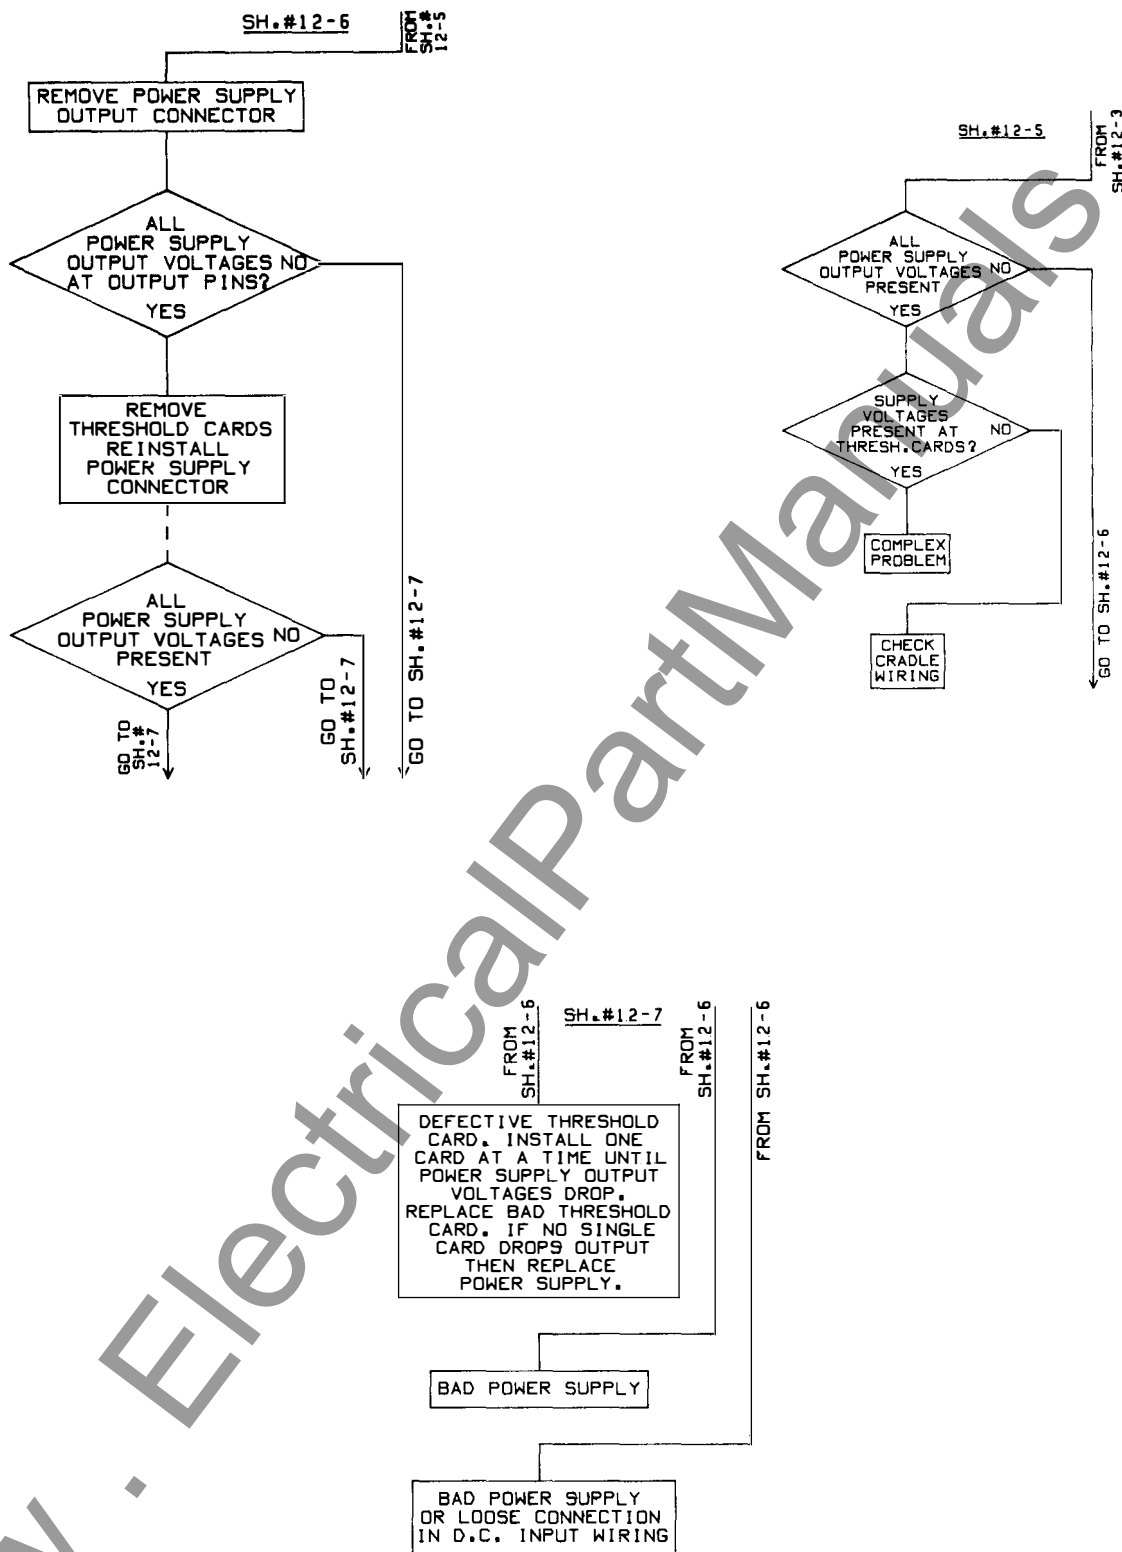 SH.#12-6
FROM
SH.#
12-5
REMOVE POWER SUPPLY
OUTPUT CONNECTOR
ALL
POWER SUPPLY
OUTPUT VOLTAGES NO
AT OUTPUT PINS?
YES
REMOVE
THRESHOLD CARDS
REINSTALL
POWER SUPPLY
CONNECTOR
ALL
POWER SUPPLY
OUTPUT VOLTAGES NO
PRESENT
YES
GO TO
SH.#
12-7
GO TO
SH.#12-7
GO TO SH.#12-7
SH.#12-5
FROM
SH.#12-3
ALL
POWER SUPPLY
OUTPUT VOLTAGES NO
PRESENT
YES
SUPPLY
VOLTAGES
PRESENT AT NO
THRESH.CARDS?
YES
COMPLEX
PROBLEM
CHECK
CRADLE
WIRING
GO TO SH.#12-6
SH.#12-7
FROM
SH.#12-6
FROM
SH.#12-6
FROM SH.#12-6
DEFECTIVE THRESHOLD
CARD. INSTALL ONE
CARD AT A TIME UNTIL
POWER SUPPLY OUTPUT
VOLTAGES DROP.
REPLACE BAD THRESHOLD
CARD. IF NO SINGLE
CARD DROPS OUTPUT
THEN REPLACE
POWER SUPPLY.
BAD POWER SUPPLY
BAD POWER SUPPLY
OR LOOSE CONNECTION
IN D.C. INPUT WIRING
. ElectricalPartManuals